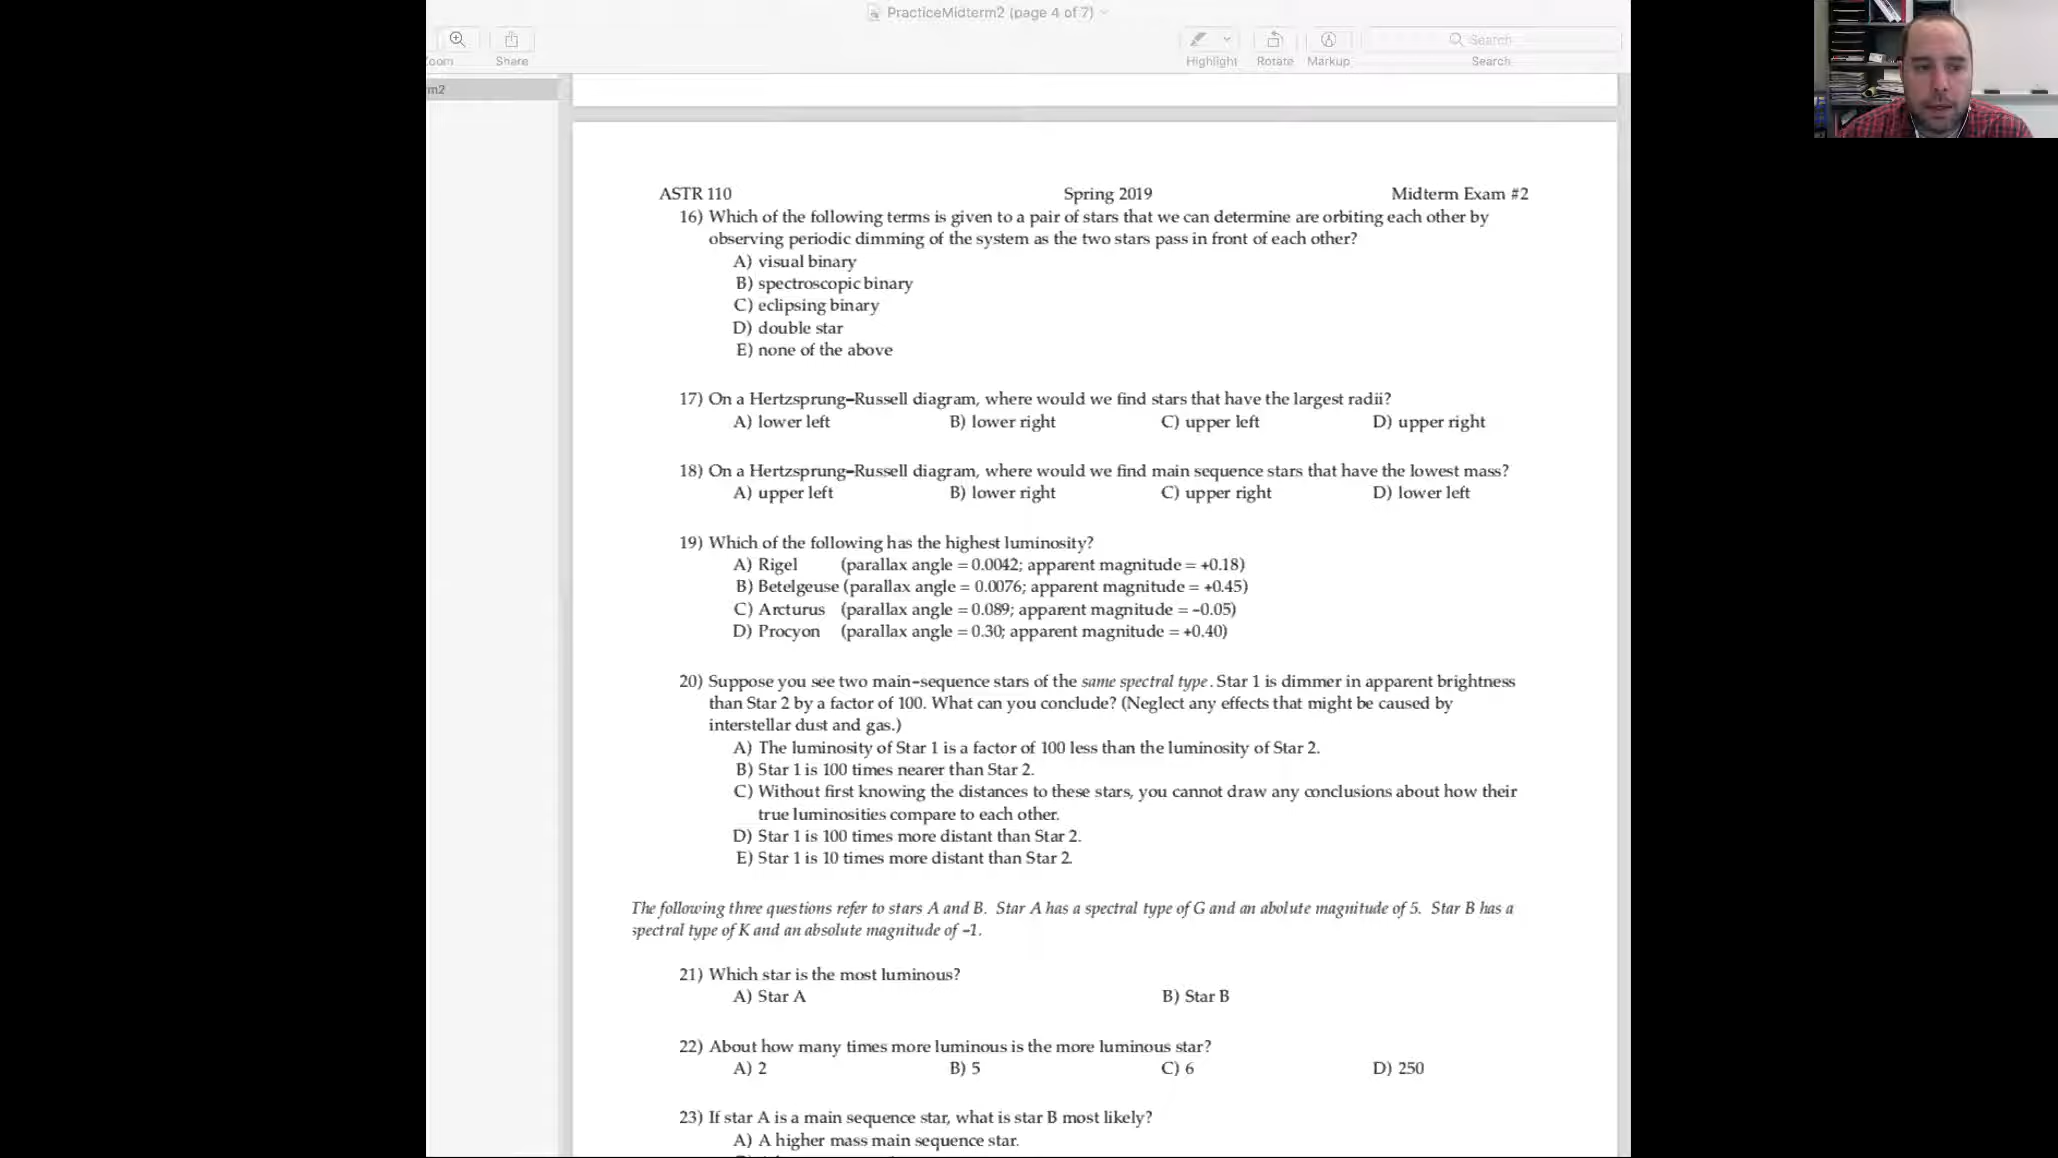 PracticeMidterm2 (page 4 of 7)
Share
Highlight
Rotate
Markup
Search
Search
m2
ASTR 110 Spring 2019 Midterm Exam #2
16) Which of the following terms is given to a pair of stars that we can determine are orbiting each other by
observing periodic dimming of the system as the two stars pass in front of each other?
A) visual binary
B) spectroscopic binary
C) eclipsing binary
D) double star
E) none of the above
17) On a Hertzsprung-Russell diagram, where would we find stars that have the largest radii?
A) lower left B) lower right C) upper left D) upper right
18) On a Hertzsprung-Russell diagram, where would we find main sequence stars that have the lowest mass?
A) upper left B) lower right C) upper right D) lower left
19) Which of the following has the highest luminosity?
A) Rigel (parallax angle = 0.0042; apparent magnitude = +0.18)
B) Betelgeuse (parallax angle = 0.0076; apparent magnitude = +0.45)
C) Arcturus (parallax angle = 0.089; apparent magnitude = -0.05)
D) Procyon (parallax angle = 0.30; apparent magnitude = +0.40)
20) Suppose you see two main-sequence stars of the same spectral type. Star 1 is dimmer in apparent brightness
than Star 2 by a factor of 100. What can you conclude? (Neglect any effects that might be caused by
interstellar dust and gas.)
A) The luminosity of Star 1 is a factor of 100 less than the luminosity of Star 2.
B) Star 1 is 100 times nearer than Star 2.
C) Without first knowing the distances to these stars, you cannot draw any conclusions about how their
true luminosities compare to each other.
D) Star 1 is 100 times more distant than Star 2.
E) Star 1 is 10 times more distant than Star 2.
The following three questions refer to stars A and B. Star A has a spectral type of G and an abolute magnitude of 5. Star B has a
spectral type of K and an absolute magnitude of -1.
21) Which star is the most luminous?
A) Star A B) Star B
22) About how many times more luminous is the more luminous star?
A) 2 B) 5 C) 6 D) 250
23) If star A is a main sequence star, what is star B most likely?
A) A higher mass main sequence star.